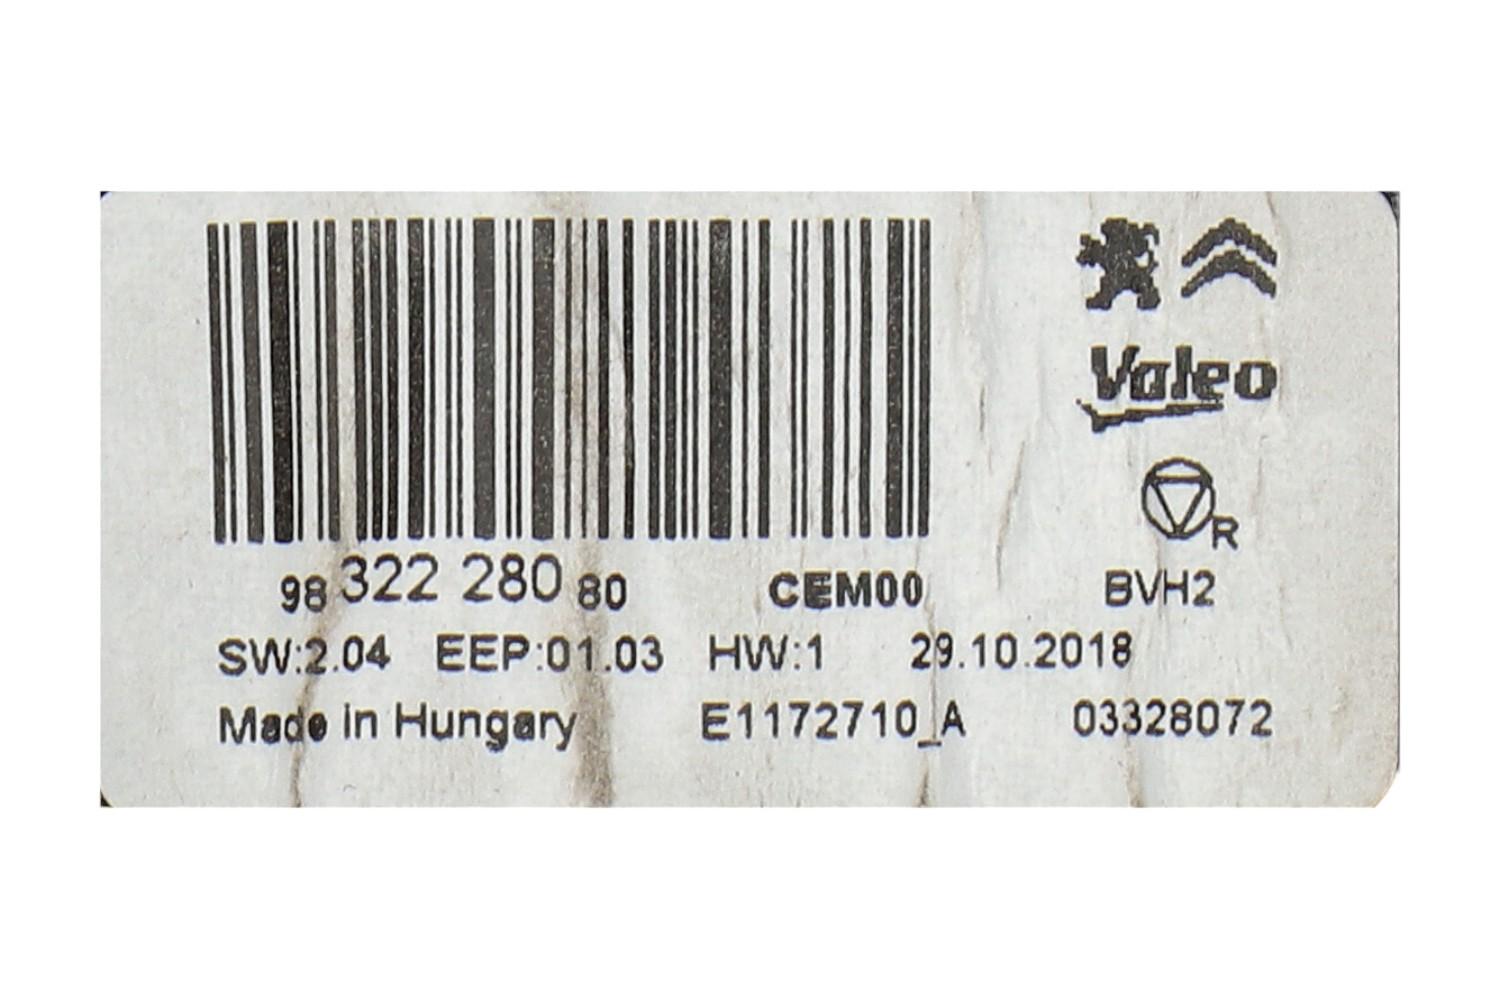 Valeo
R
98 322 280 80 CEM00 BVH2
SW:2.04 EEP:01.03 HW:1 29.10.2018
Made in Hungary E1172710_A 03328072